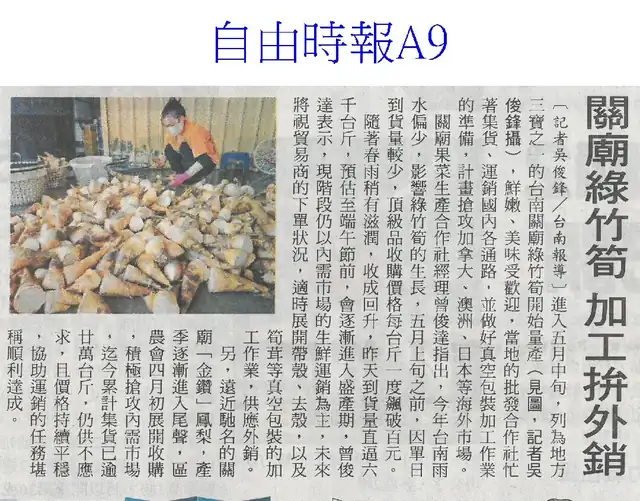 自由時報A9
關廟綠竹筍 加工拚外銷
〔記者吳俊鋒/台南報導〕進入五月中旬,列為地方
三寶之一的台南關廟綠竹筍開始量產(見圖,記者吳
俊鋒攝),鮮嫩、美味受歡迎,當地的批發合作社忙
著集貨、運銷國內各通路,並做好真空包裝加工作業
的準備,計畫搶攻加拿大、澳洲、日本等海外市場。
關廟果菜生產合作社經理曾俊達指出,今年台南雨
水偏少,影響綠竹筍的生長,五月上旬之前,因單日
到貨量較少,頂級品收購價格每台斤一度飆破百元。
隨著春雨稍有滋潤,收成回升,昨天到貨量直逼六
千台斤,預估至端午節前,會逐漸進入盛產期,曾俊
達表示,現階段仍以內需市場的生鮮運銷為主,未來
將視貿易商的下單狀況,適時展開帶殼、去殼,以及
筍茸等真空包裝的加
工作業,供應外銷。
另,遠近馳名的關
廟「金鑽」鳳梨,產
季逐漸進入尾聲,區
農會四月初展開收購
,積極搶攻內需市場
,迄今累計集貨已逾
廿萬台斤,仍供不應
求,且價格持續平穩
,協助運銷的任務堪
稱順利達成。